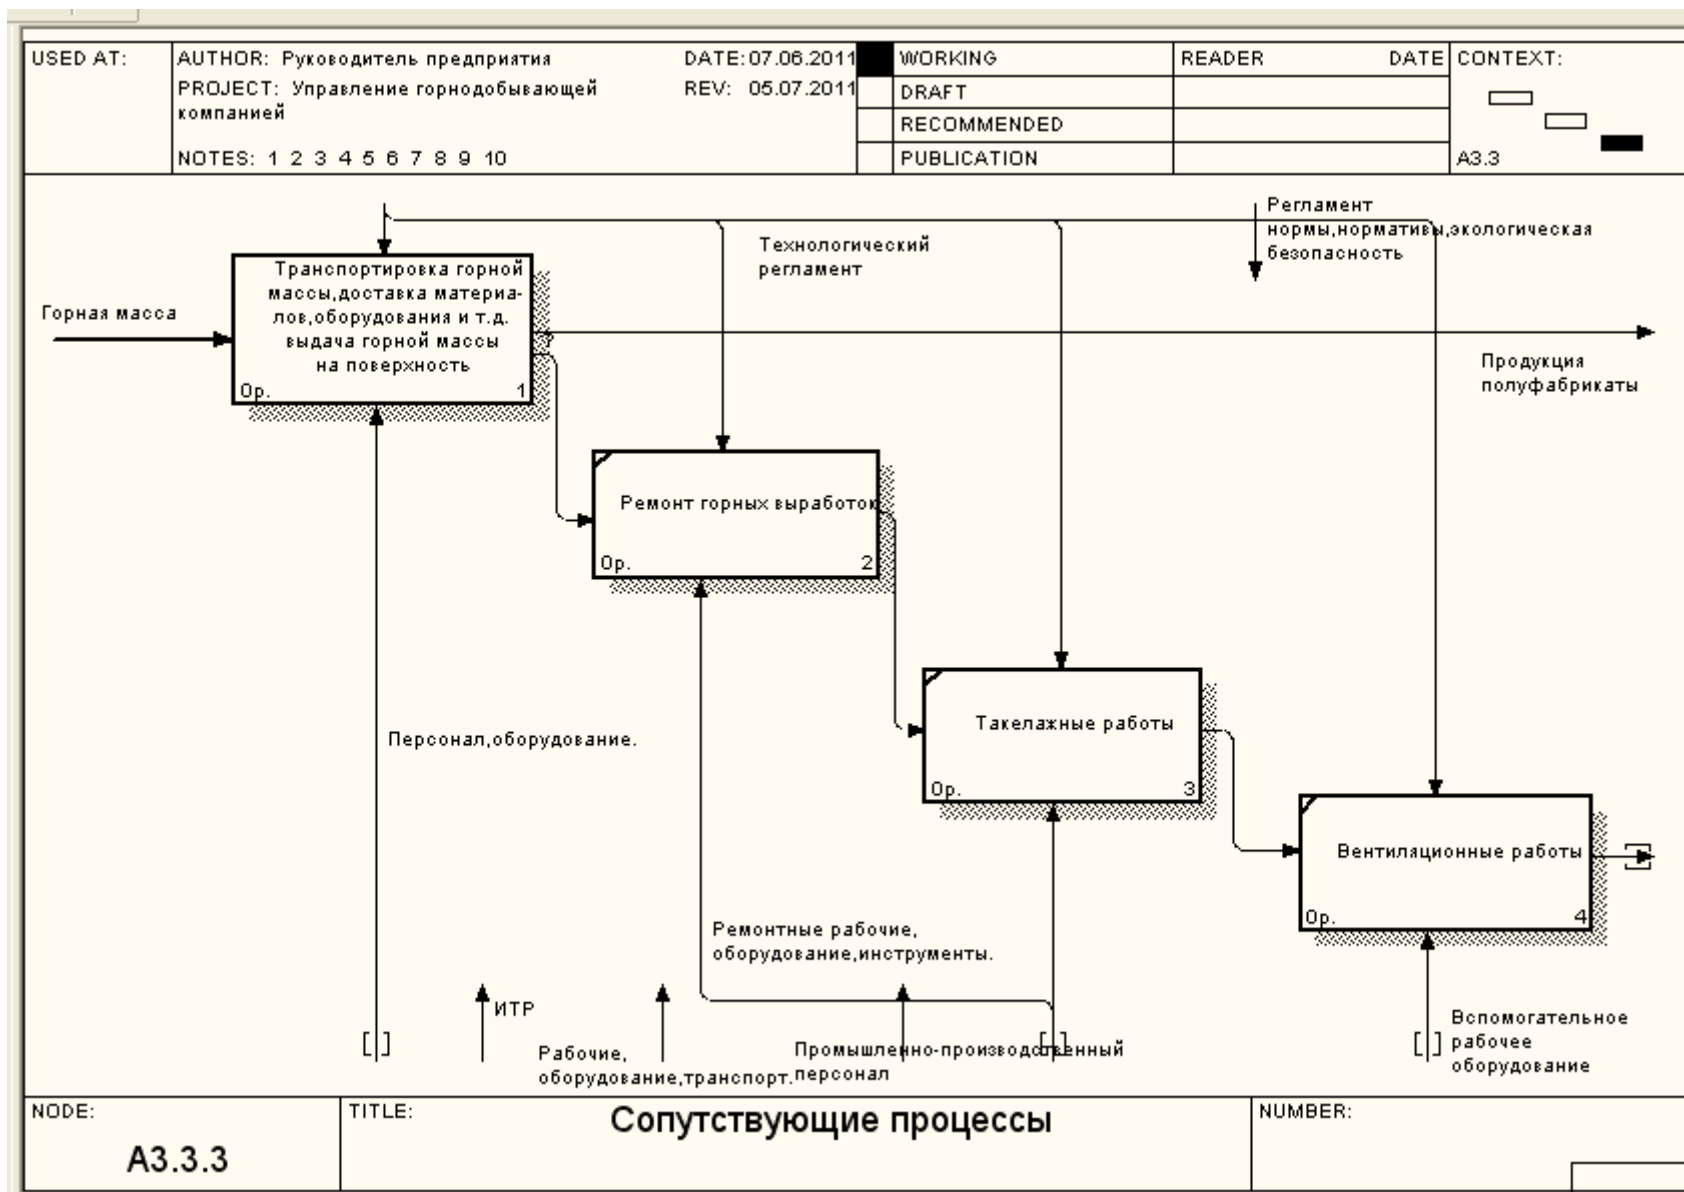 USED AT:
AUTHOR: Руководитель предприятия
DATE: 07.06.2011
PROJECT: Управление горнодобывающей
компанией
REV: 05.07.2011
NOTES: 1 2 3 4 5 6 7 8 9 10
WORKING
DRAFT
RECOMMENDED
PUBLICATION
READER DATE
CONTEXT:
A3.3
Регламент
нормы,нормативы,экологическая
безопасность
Технологический
регламент
Горная масса
Транспортировка горной
массы,доставка материа-
лов,оборудования и т.д.
выдача горной массы
на поверхность
0р. 1
Продукция
полуфабрикаты
Ремонт горных выработок
0р. 2
Такелажные работы
0р. 3
Персонал,оборудование.
Вентиляционные работы
0р. 4
Ремонтные рабочие,
оборудование,инструменты.
ИТР
Рабочие,
оборудование,транспорт.
Промышленно-производственный
персонал
Вспомогательное
рабочее
оборудование
NODE:
A3.3.3
TITLE:
Сопутствующие процессы
NUMBER: